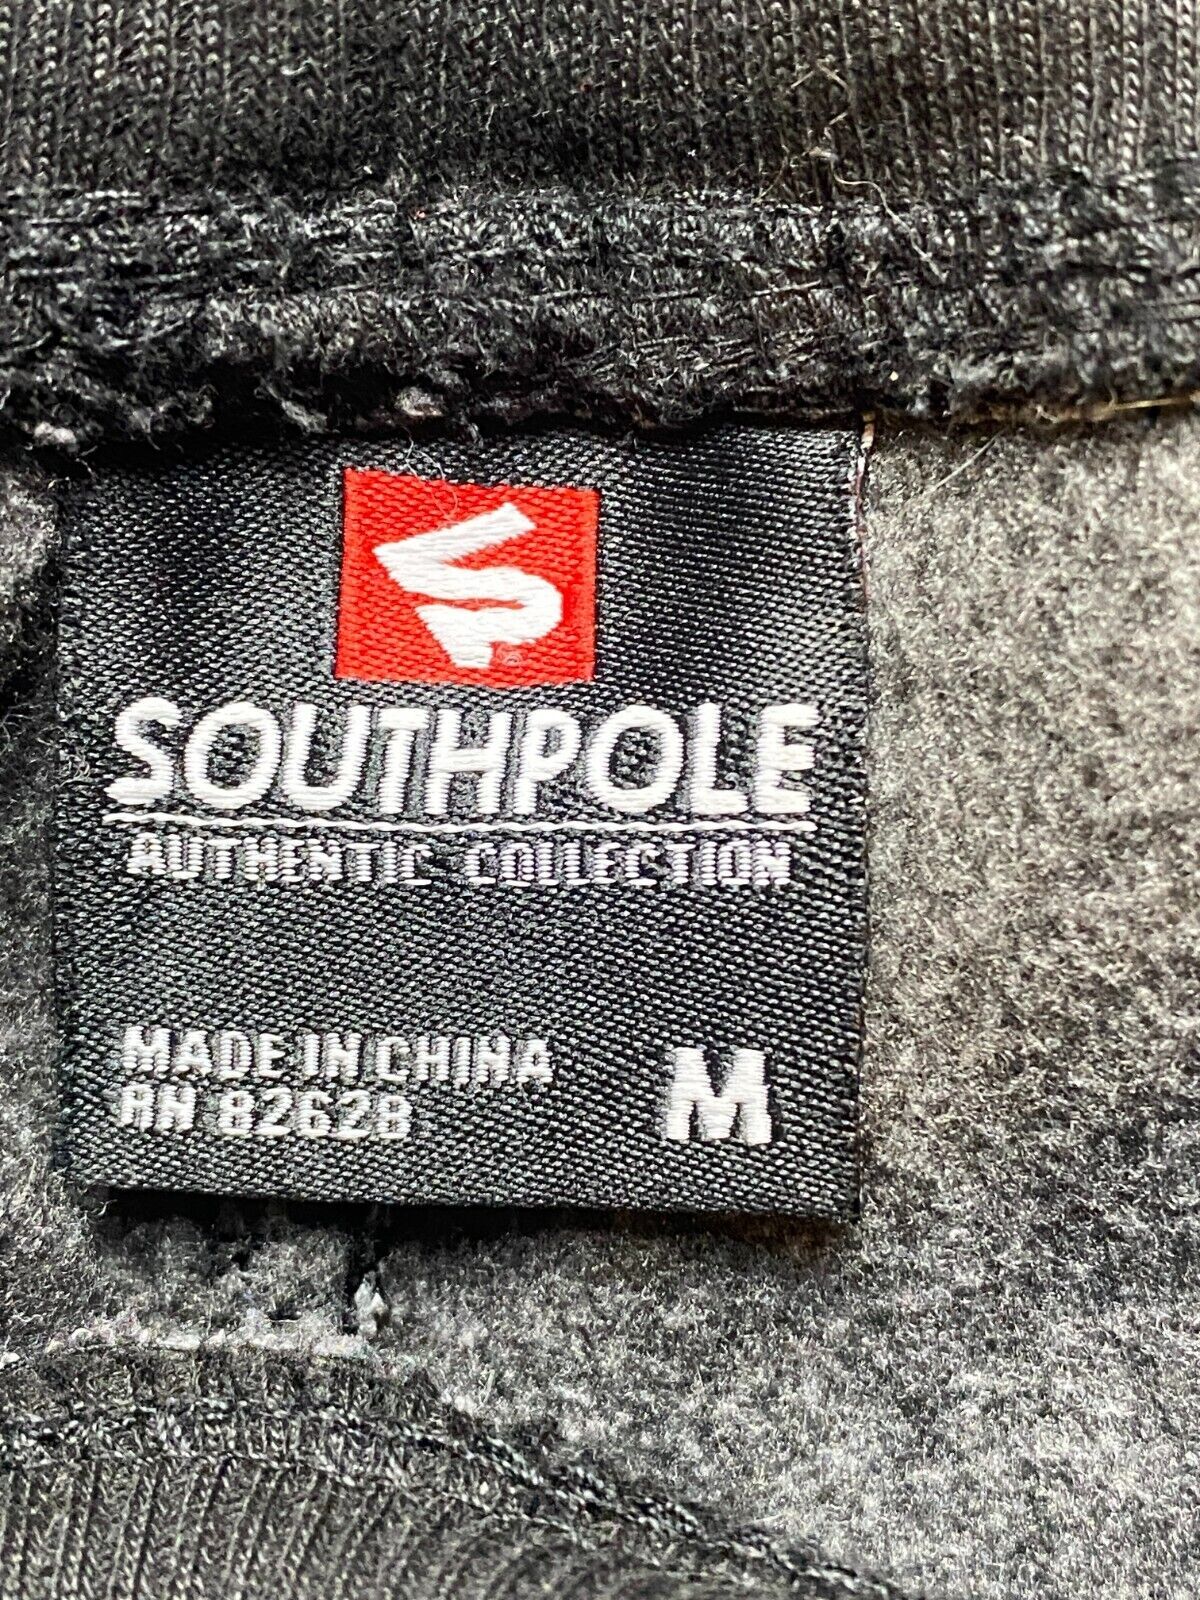 SOUTHPOLE
AUTHENTIC COLLECTION
MADE IN CHINA
RN 82628
M